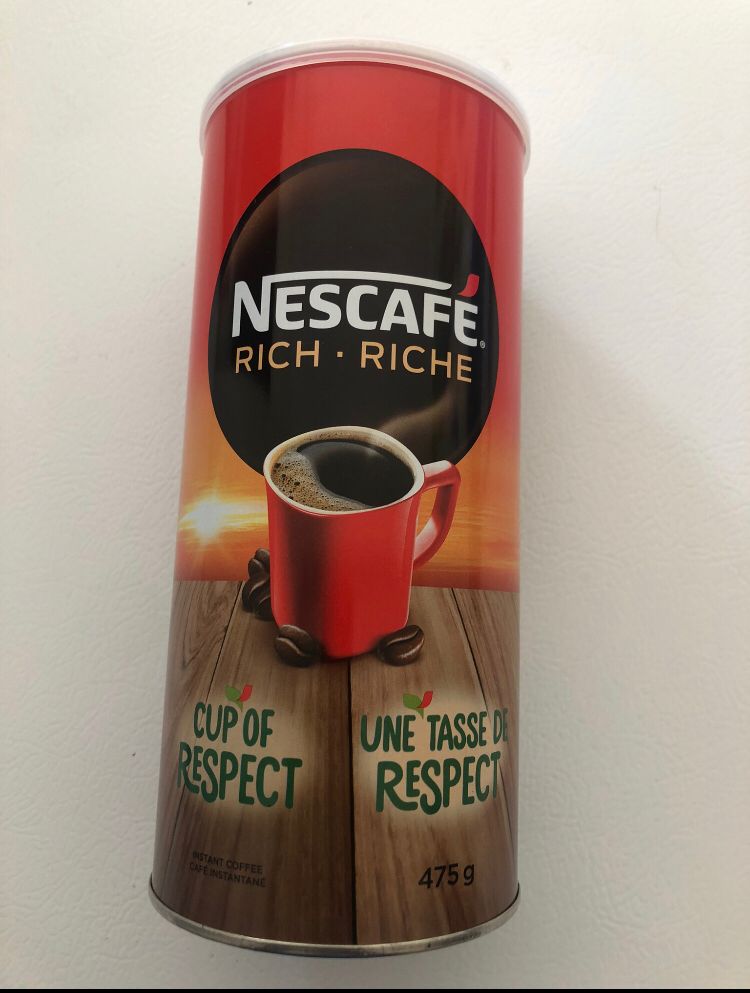 NESCAFÉ®
RICH · RICHE
CUP OF
RESPECT
UNE TASSE DE
RESPECT
INSTANT COFFEE
CAFÉ INSTANTANÉ
475 g